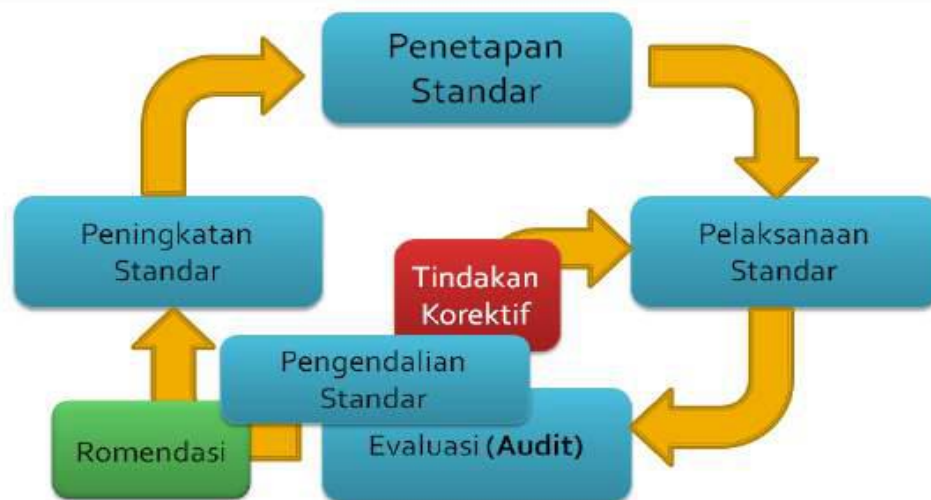 Penetapan
Standar
Peningkatan
Standar
Pelaksanaan
Standar
Tindakan
Korektif
Pengendalian
Standar
Romendasi
Evaluasi (Audit)